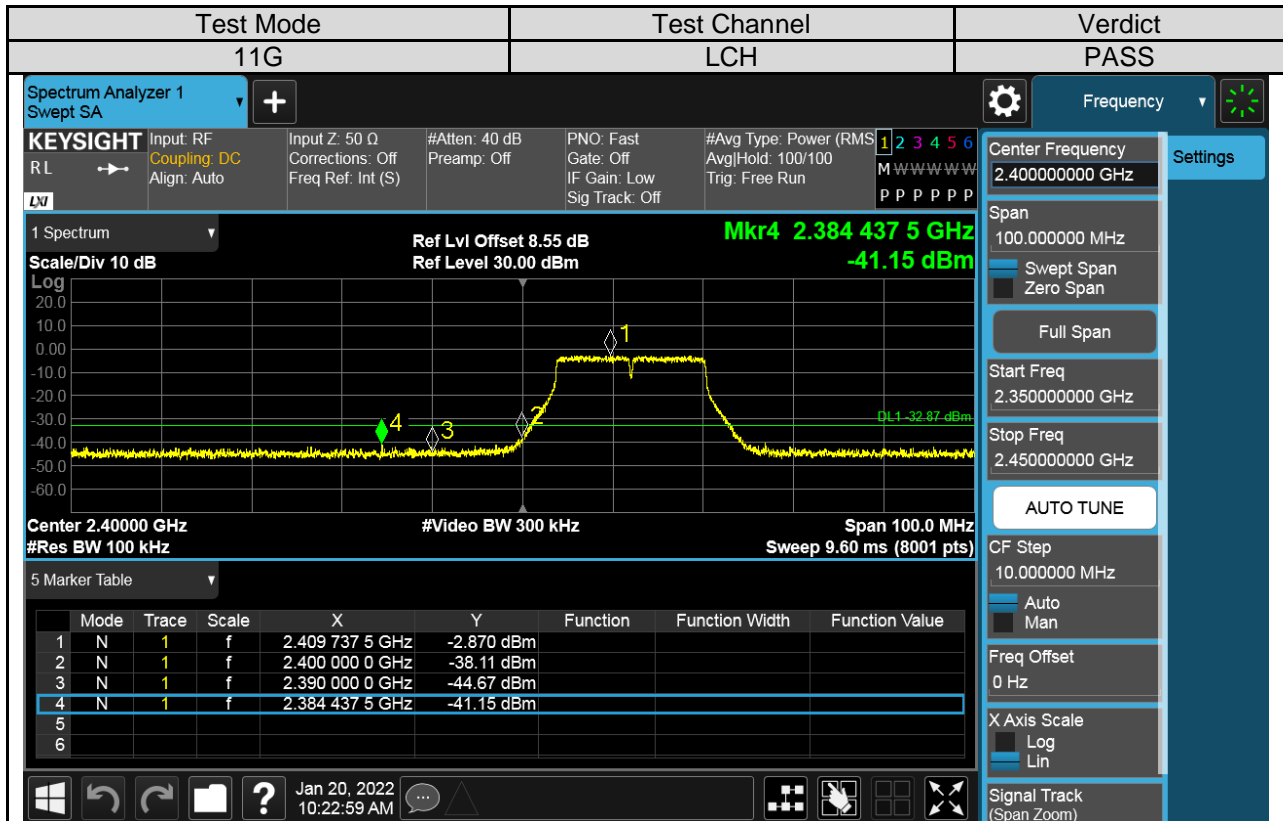 Test Mode Test Channel Verdict
11G LCH PASS
Spectrum Analyzer 1
Swept SA
Frequency
KEYSIGHT Input: RF Input Z: 50 Ω #Atten: 40 dB PNO: Fast #Avg Type: Power (RMS 1 2 3 4 5 6
RL Coupling: DC Corrections: Off Preamp: Off Gate: Off Avg|Hold: 100/100 M W W W W W
Align: Auto Freq Ref: Int (S) IF Gain: Low Trig: Free Run
LXI Sig Track: Off P P P P P P
1 Spectrum Ref Lvl Offset 8.55 dB Mkr4 2.384 437 5 GHz
Scale/Div 10 dB Ref Level 30.00 dBm -41.15 dBm
Log
20.0
10.0
0.00
-10.0
-20.0
-30.0
-40.0
-50.0
-60.0
1
2
3
4
DL1 -32.87 dBm
Center 2.40000 GHz #Video BW 300 kHz Span 100.0 MHz
#Res BW 100 kHz Sweep 9.60 ms (8001 pts)
5 Marker Table
Mode Trace Scale X Y Function Function Width Function Value
1 N 1 f 2.409 737 5 GHz -2.870 dBm
2 N 1 f 2.400 000 0 GHz -38.11 dBm
3 N 1 f 2.390 000 0 GHz -44.67 dBm
4 N 1 f 2.384 437 5 GHz -41.15 dBm
5
6
?
Jan 20, 2022
10:22:59 AM
Center Frequency
2.400000000 GHz
Settings
Span
100.000000 MHz
Swept Span
Zero Span
Full Span
Start Freq
2.350000000 GHz
Stop Freq
2.450000000 GHz
AUTO TUNE
CF Step
10.000000 MHz
Auto
Man
Freq Offset
0 Hz
X Axis Scale
Log
Lin
Signal Track
(Span Zoom)